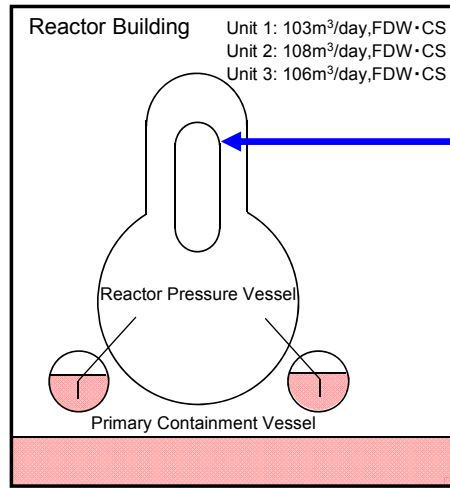 Reactor Building
Unit 1: 103m³/day,FDW・CS
Unit 2: 108m³/day,FDW・CS
Unit 3: 106m³/day,FDW・CS
Reactor Pressure Vessel
Primary Containment Vessel